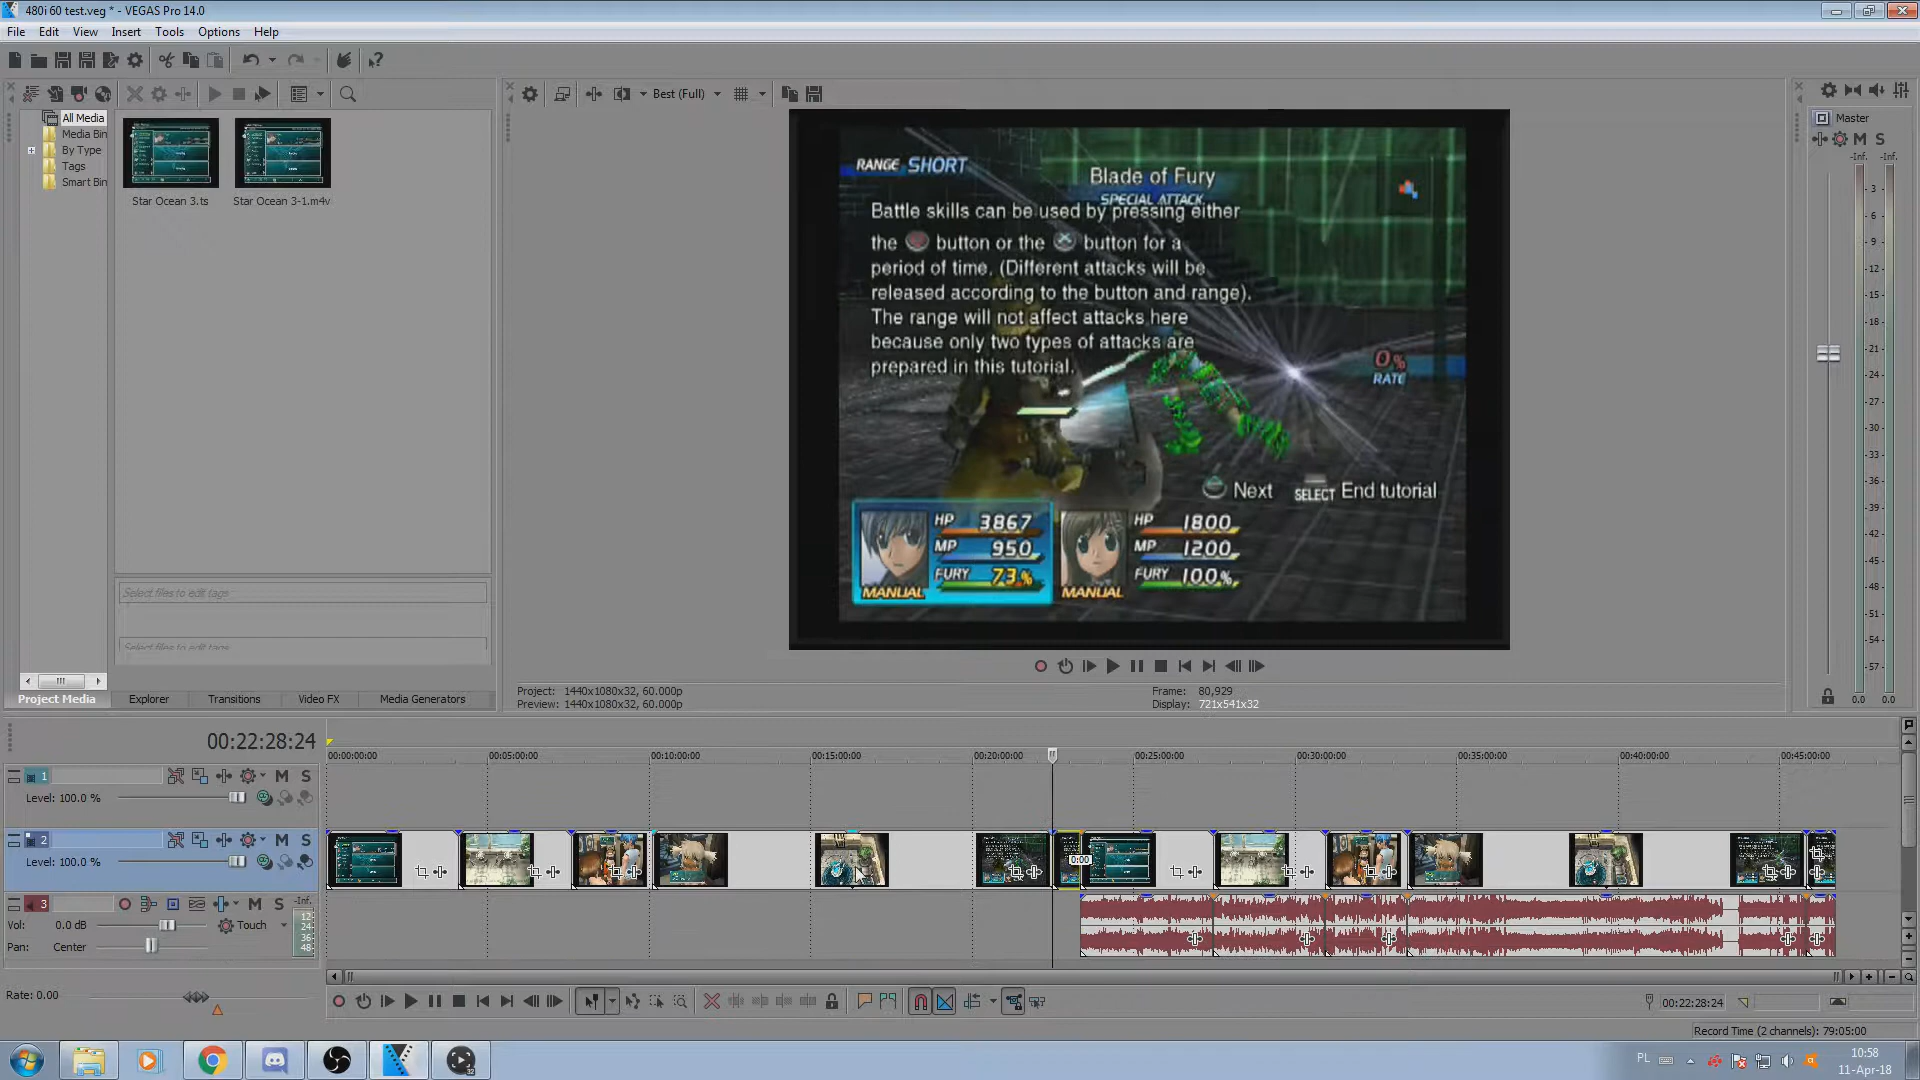 480i 60 test.veg * - VEGAS Pro 14.0
File Edit View Insert Tools Options Help
Best (Full)
All Media
Media Bin
By Type
Tags
Smart Bin
Star Ocean 3.ts
Star Ocean 3-1.m4v
Select files to edit tags
Select files to edit tags
Project Media
Explorer
Transitions
Video FX
Media Generators
RANGE SHORT
Blade of Fury
SPECIAL ATTACK
Battle skills can be used by pressing either
the button or the button for a
period of time. (Different attacks will be
released according to the button and range).
The range will not affect attacks here
because only two types of attacks are
prepared in this tutorial.
0%
RATE
Next SELECT End tutorial
HP 3867
MP 950
FURY 73%
MANUAL
HP 1800
MP 1200
FURY 100%
MANUAL
Project: 1440x1080x32, 60.000p
Preview: 1440x1080x32, 60.000p
Frame: 80,929
Display: 721x541x32
Master
M S
-Inf. -Inf.
3
6
9
12
15
18
21
24
27
30
33
36
39
42
45
48
51
54
57
0.0 0.0
00:22:28:24
00:00:00:00 00:05:00:00 00:10:00:00 00:15:00:00 00:20:00:00 00:25:00:00 00:30:00:00 00:35:00:00 00:40:00:00 00:45:00:00
1 M S
Level: 100.0 %
2 M S
Level: 100.0 %
0:00
3 M S
-Inf.
12
24
36
48
Vol: 0.0 dB Touch
Pan: Center
Rate: 0.00
00:22:28:24
Record Time (2 channels): 79:05:00
32
PL
10:58
11-Apr-18